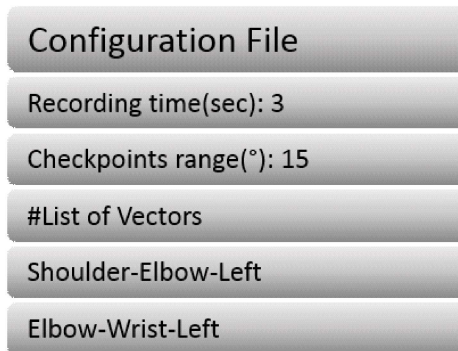 Configuration File
Recording time(sec): 3
Checkpoints range(°): 15
#List of Vectors
Shoulder-Elbow-Left
Elbow-Wrist-Left